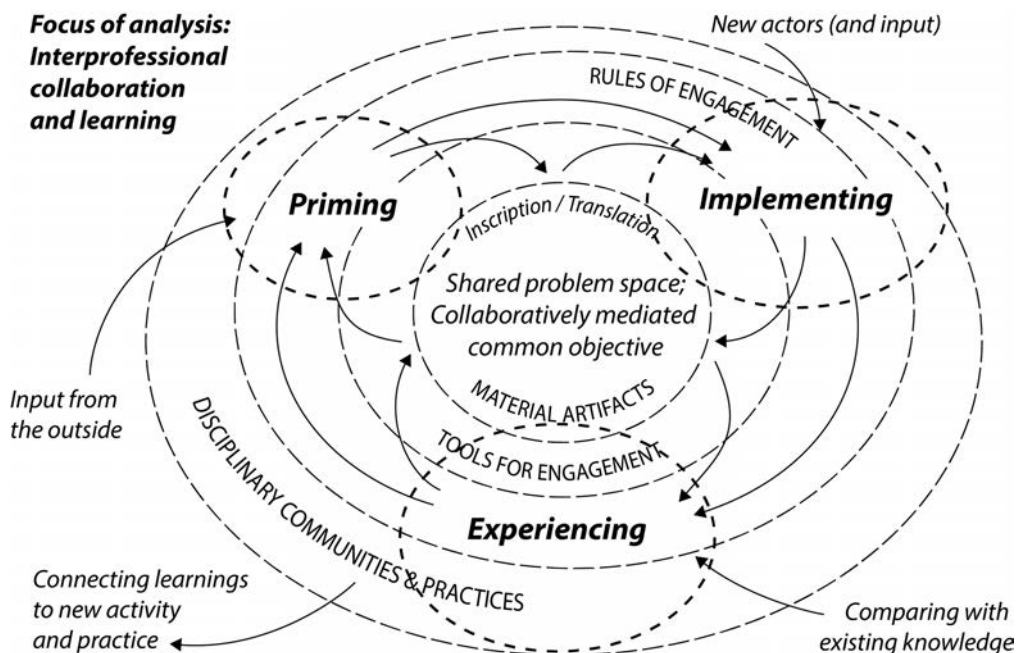 Focus of analysis:
Interprofessional
collaboration
and learning
New actors (and input)
RULES OF ENGAGEMENT
Priming
Implementing
Inscription / Translation
Shared problem space;
Collaboratively mediated
common objective
MATERIAL ARTIFACTS
TOOLS FOR ENGAGEMENT
Input from
the outside
DISCIPLINARY COMMUNITIES & PRACTICES
Experiencing
Connecting learnings
to new activity
and practice
Comparing with
existing knowledge